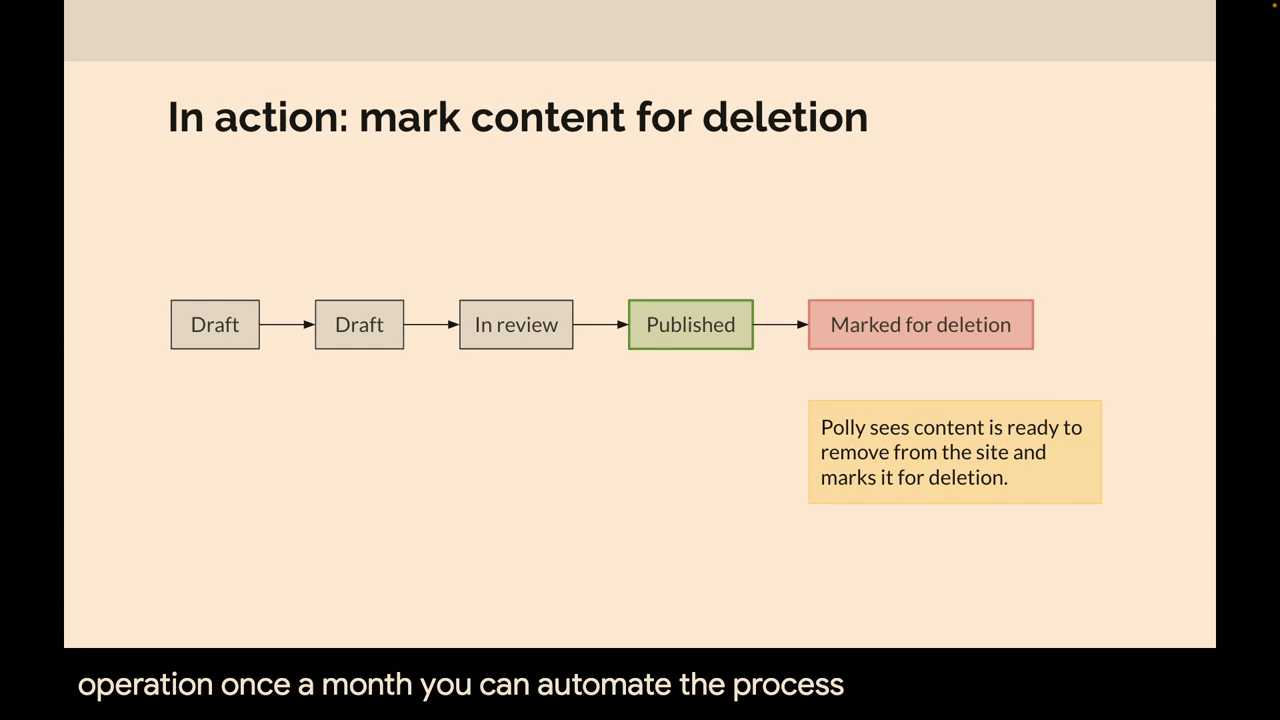 In action: mark content for deletion
Draft
Draft
In review
Published
Marked for deletion
Polly sees content is ready to
remove from the site and
marks it for deletion.
operation once a month you can automate the process